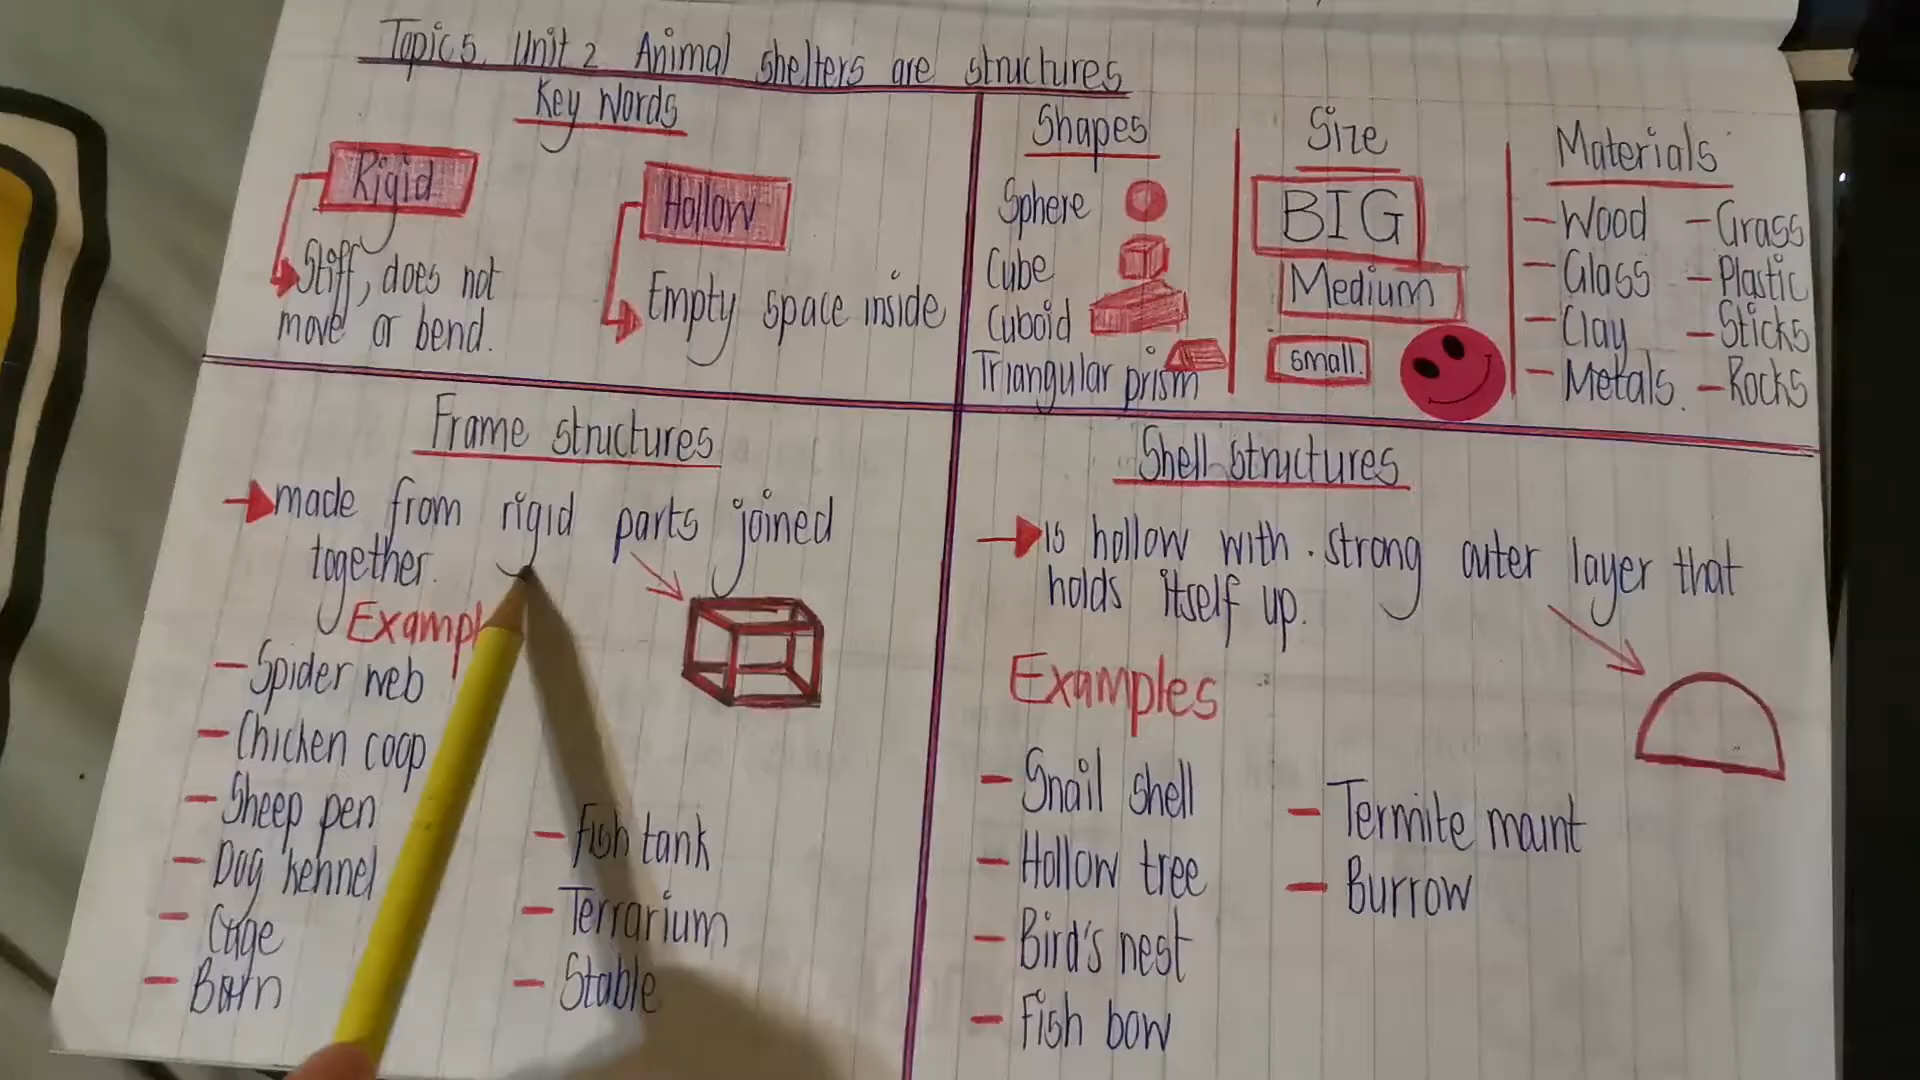 Topic 5. Unit 2 Animal shelters are structures
Key Words
Rigid
Stiff, does not
move or bend.
Hollow
Empty space inside
Shapes
Sphere
Cube
Cuboid
Triangular prism
Size
BIG
Medium
small.
Materials
- Wood - Grass
- Glass - Plastic
- Clay - Sticks
- Metals. - Rocks
Frame structures
made from rigid parts joined
together.
Exampl
- Spider web
- Chicken coop
- Sheep pen
- Dog kennel
- Cage
- Barn
- Fish tank
- Terrarium
- Stable
Shell structures
is hollow with . strong outer layer that
holds itself up.
Examples
- Snail shell
- Hollow tree
- Bird's nest
- Fish bow
- Termite maint
- Burrow